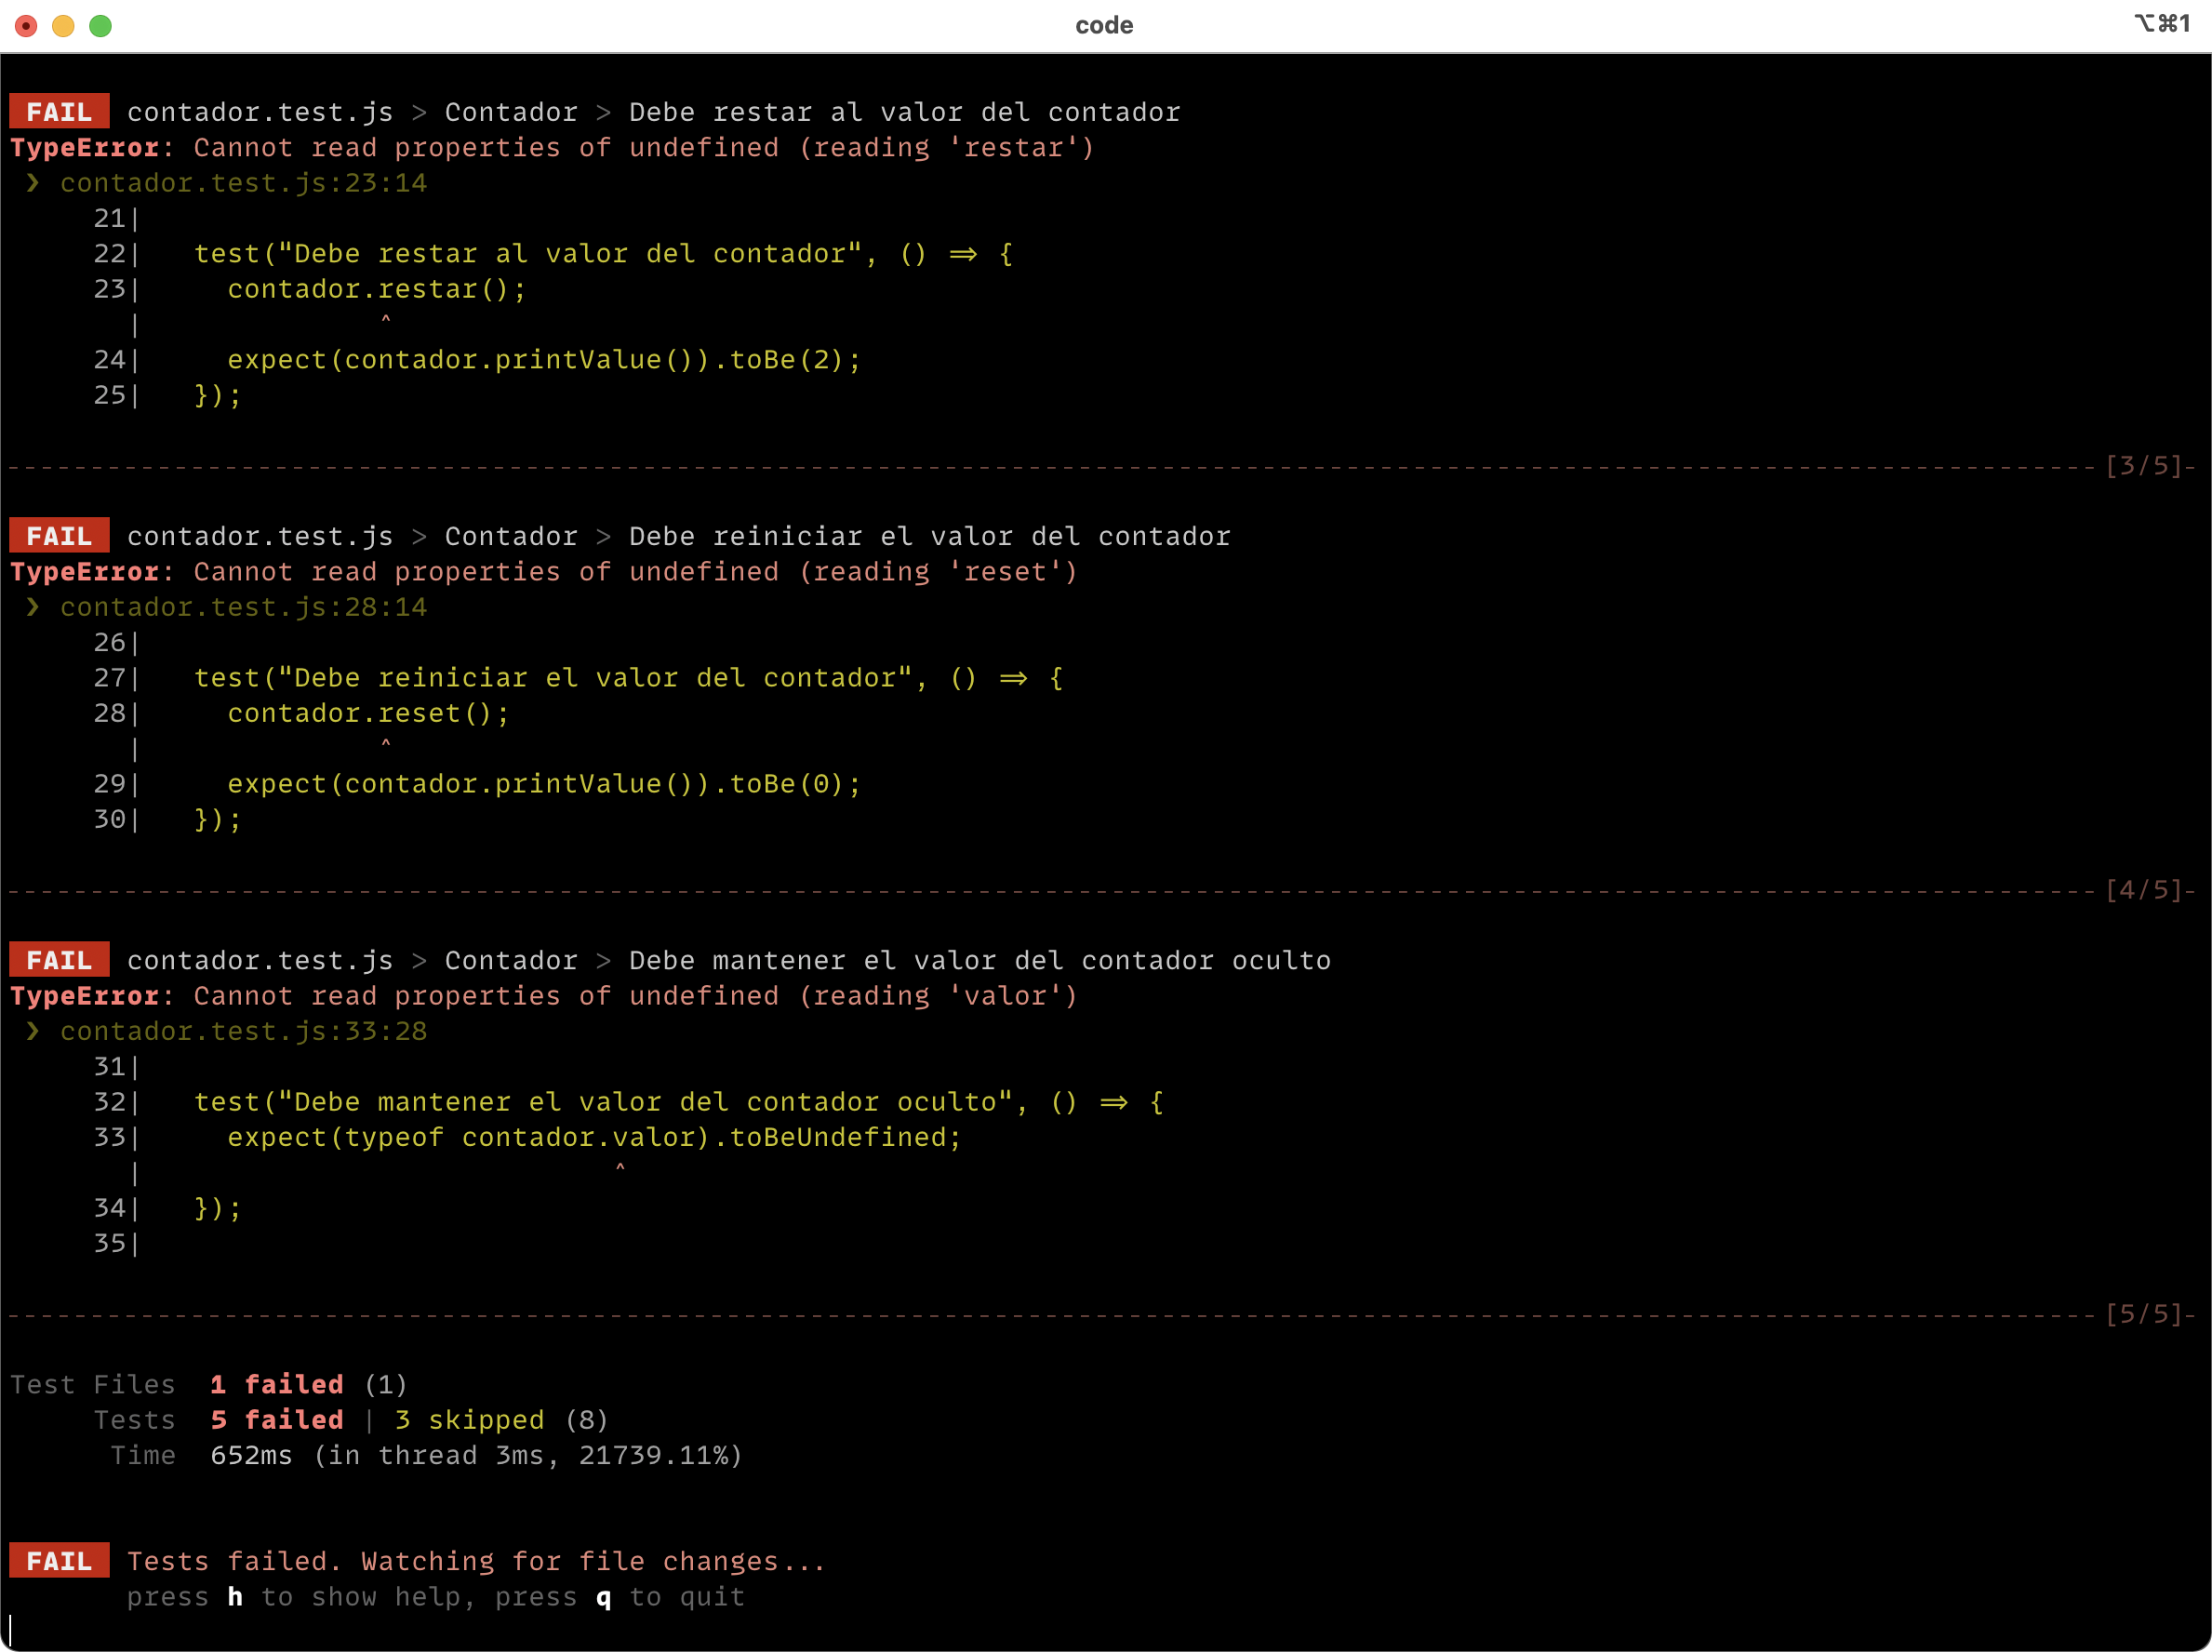 code
⌥⌘1
FAIL contador.test.js > Contador > Debe restar al valor del contador
TypeError: Cannot read properties of undefined (reading 'restar')
❯ contador.test.js:23:14
21|
22| test("Debe restar al valor del contador", () => {
23| contador.restar();
| ^
24| expect(contador.printValue()).toBe(2);
25| });
[3/5]
FAIL contador.test.js > Contador > Debe reiniciar el valor del contador
TypeError: Cannot read properties of undefined (reading 'reset')
❯ contador.test.js:28:14
26|
27| test("Debe reiniciar el valor del contador", () => {
28| contador.reset();
| ^
29| expect(contador.printValue()).toBe(0);
30| });
[4/5]
FAIL contador.test.js > Contador > Debe mantener el valor del contador oculto
TypeError: Cannot read properties of undefined (reading 'valor')
❯ contador.test.js:33:28
31|
32| test("Debe mantener el valor del contador oculto", () => {
33| expect(typeof contador.valor).toBeUndefined;
| ^
34| });
35|
[5/5]
Test Files 1 failed (1)
Tests 5 failed | 3 skipped (8)
Time 652ms (in thread 3ms, 21739.11%)
FAIL Tests failed. Watching for file changes...
press h to show help, press q to quit